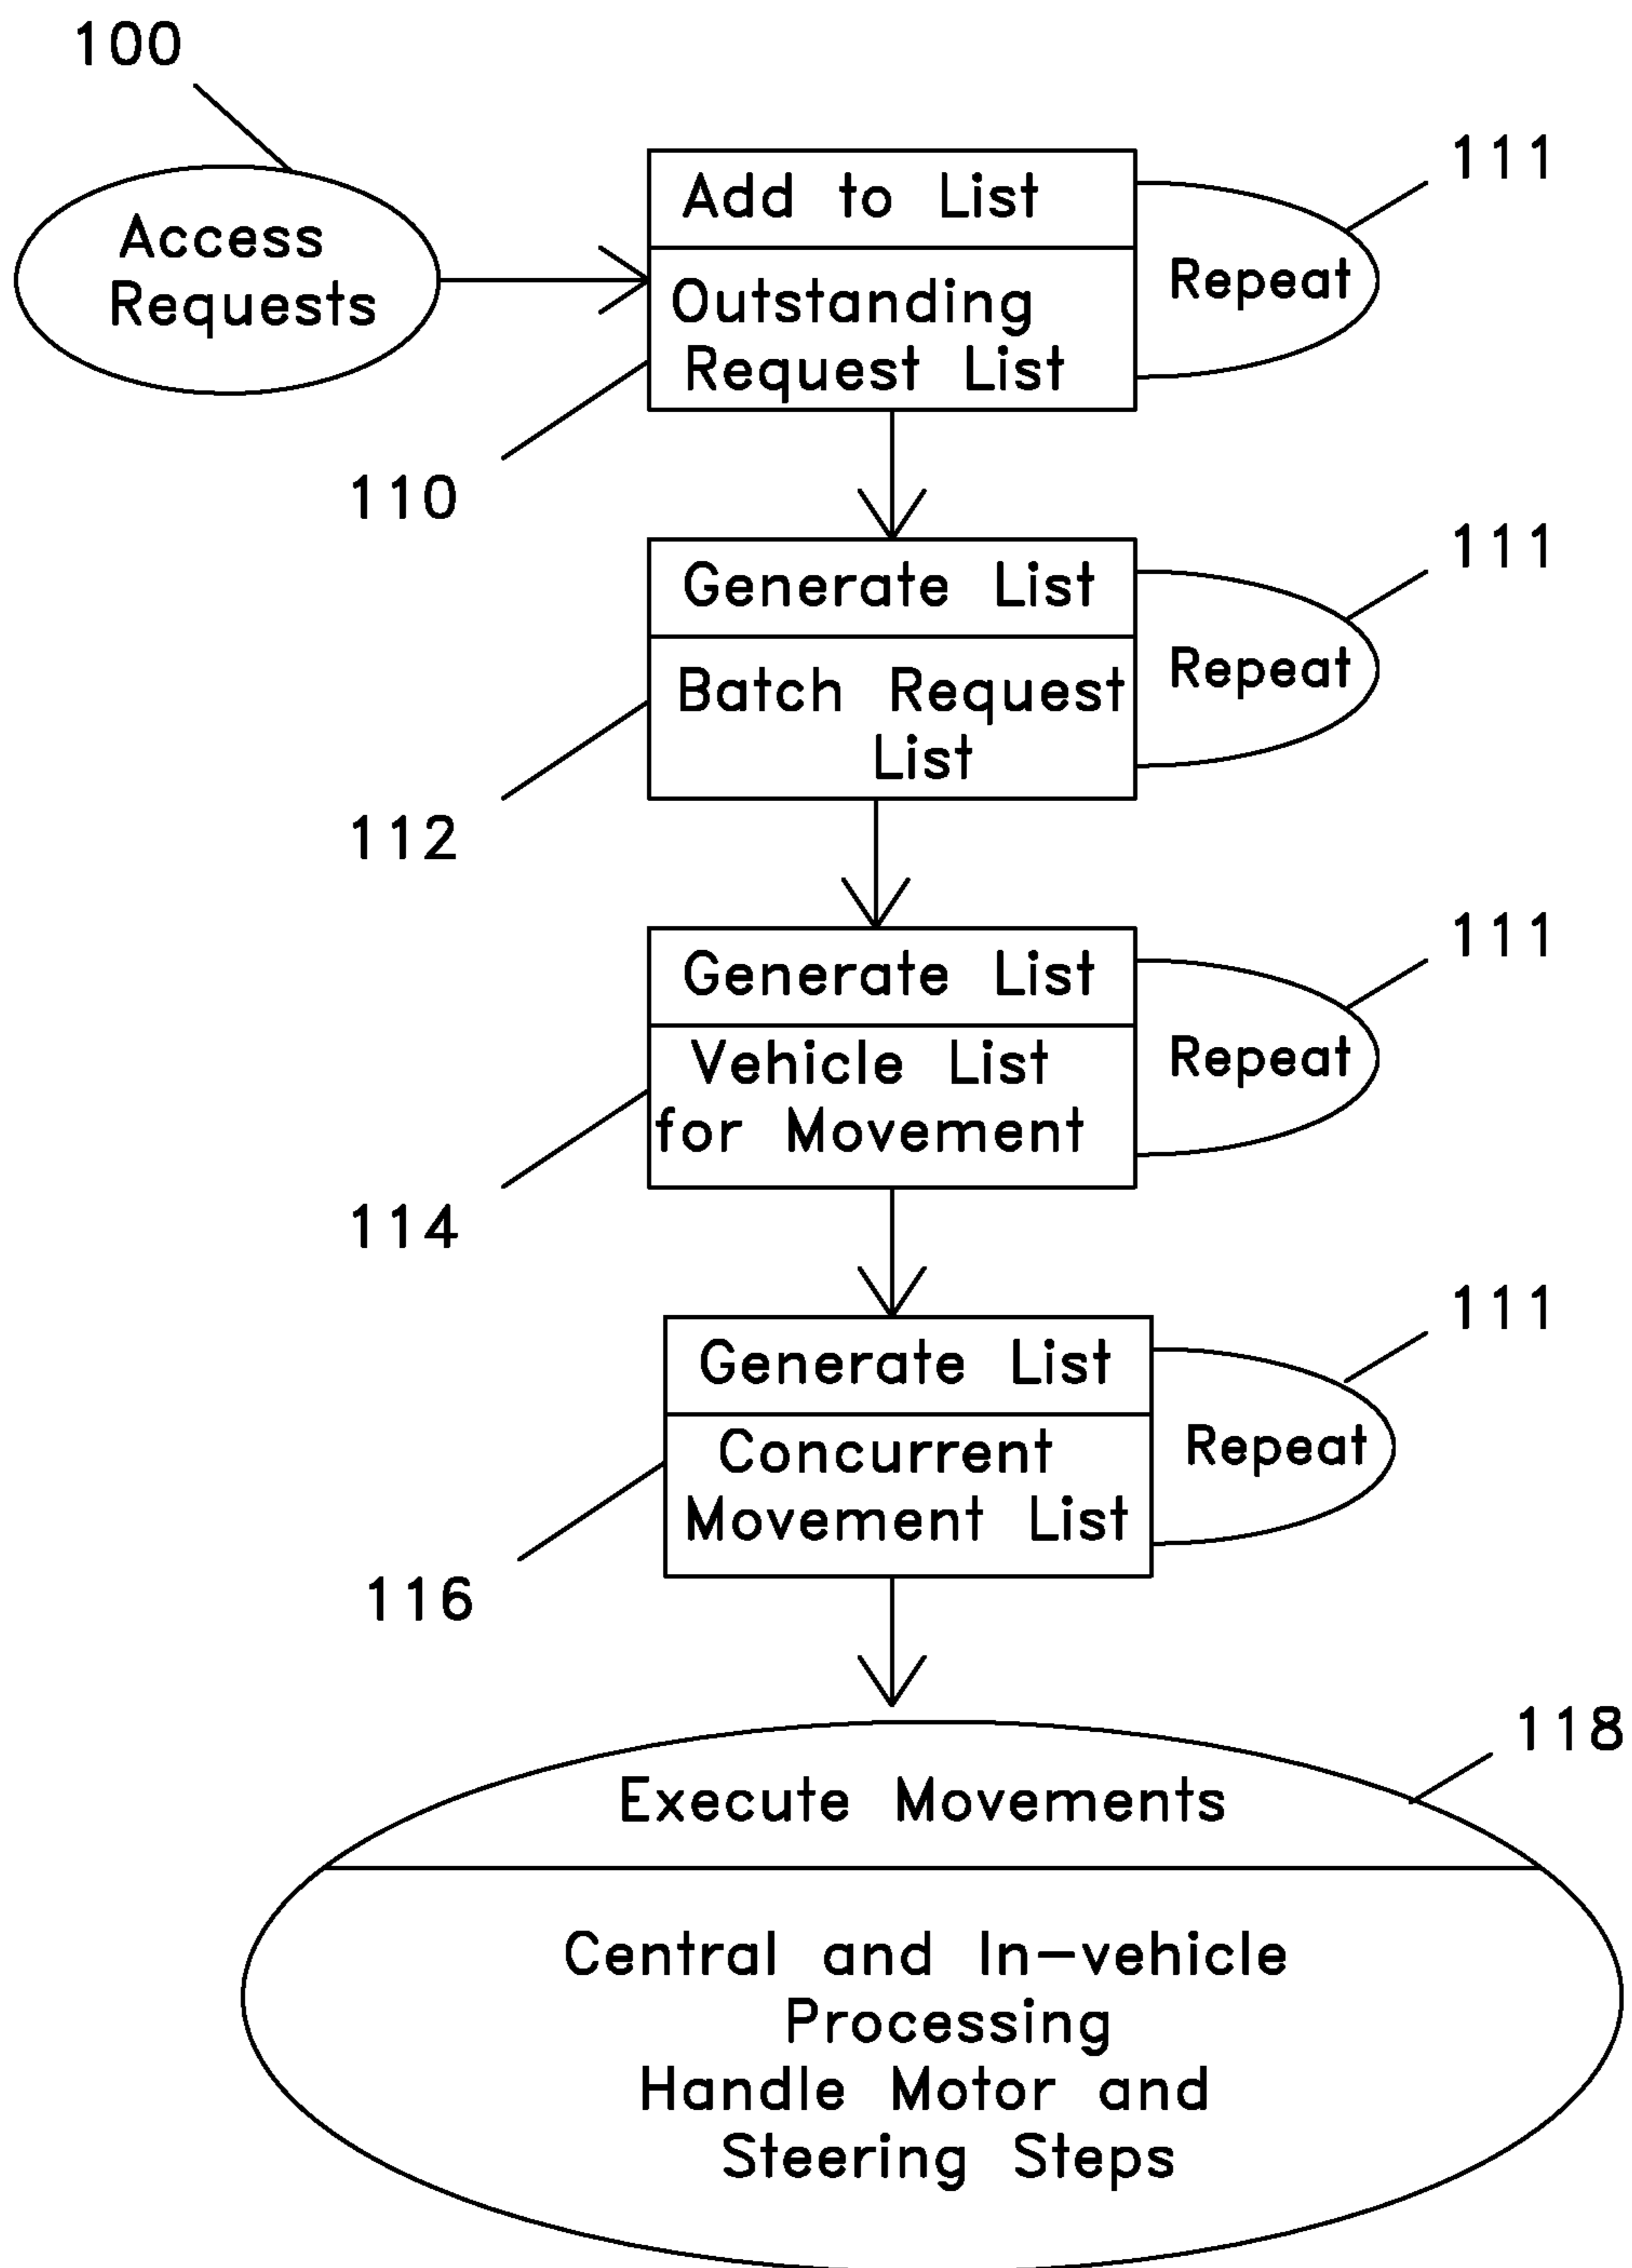 100
111
Add to List
Access
Requests
Outstanding
Request List
Repeat
110
111
Generate List
Batch Request
List
Repeat
112
111
Generate List
Vehicle List
for Movement
Repeat
114
111
Generate List
Concurrent
Movement List
Repeat
116
118
Execute Movements
Central and In-vehicle
Processing
Handle Motor and
Steering Steps